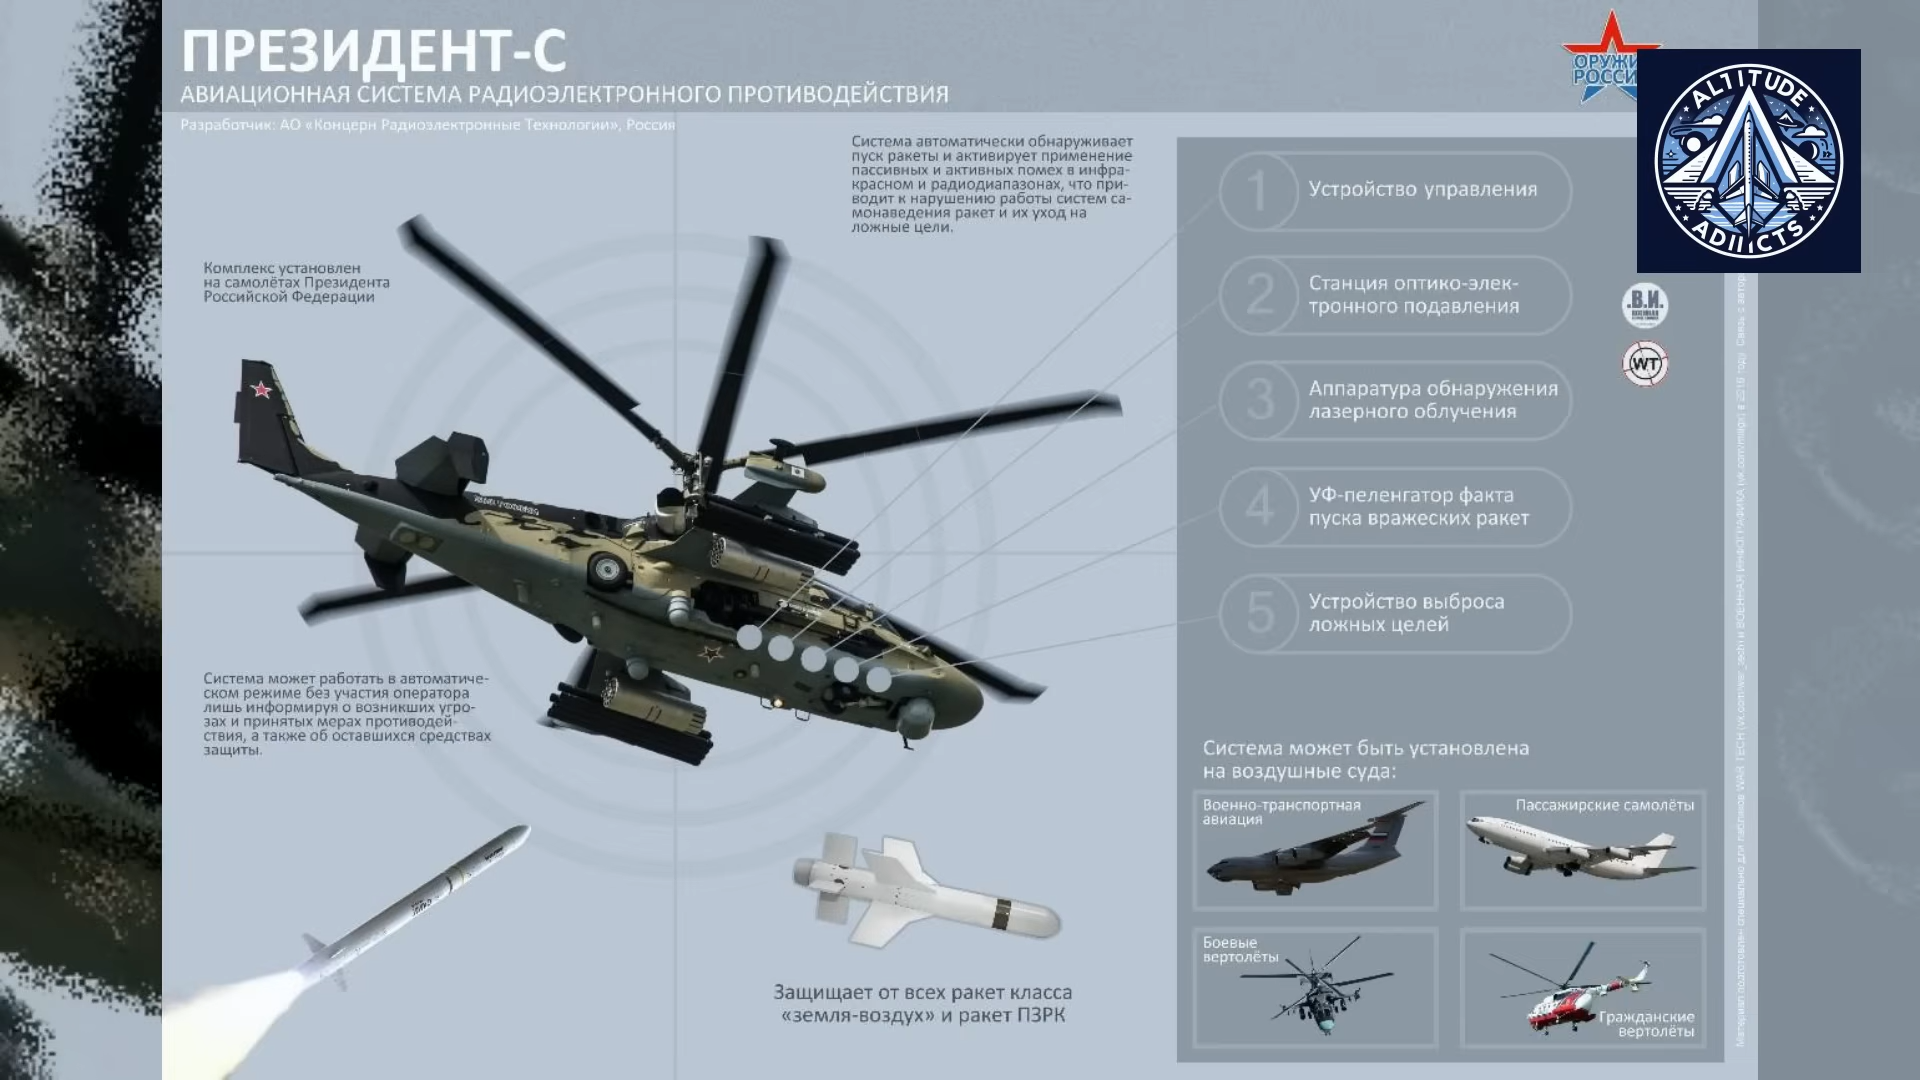 ПРЕЗИДЕНТ-С
АВИАЦИОННАЯ СИСТЕМА РАДИОЭЛЕКТРОННОГО ПРОТИВОДЕЙСТВИЯ
Разработчик: АО «Концерн Радиоэлектронные Технологии», Россия
Система автоматически обнаруживает
пуск ракеты и активирует применение
пассивных и активных помех в инфра-
красном и радиодиапазонах, что при-
водит к нарушению работы систем са-
монаведения ракет и их уход на
ложные цели.
Комплекс установлен
на самолётах Президента
Российской Федерации
Система может работать в автоматиче-
ском режиме без участия оператора
лишь информируя о возникших угро-
зах и принятых мерах противодей-
ствия, а также об оставшихся средствах
защиты.
Защищает от всех ракет класса
«земля-воздух» и ракет ПЗРК
1 Устройство управления
2 Станция оптико-элек-
тронного подавления
3 Аппаратура обнаружения
лазерного облучения
4 УФ-пеленгатор факта
пуска вражеских ракет
5 Устройство выброса
ложных целей
Система может быть установлена
на воздушные суда:
Военно-транспортная
авиация
Пассажирские самолёты
Боевые
вертолёты
Гражданские
вертолёты
ALTITUDE
.В.И.
WT